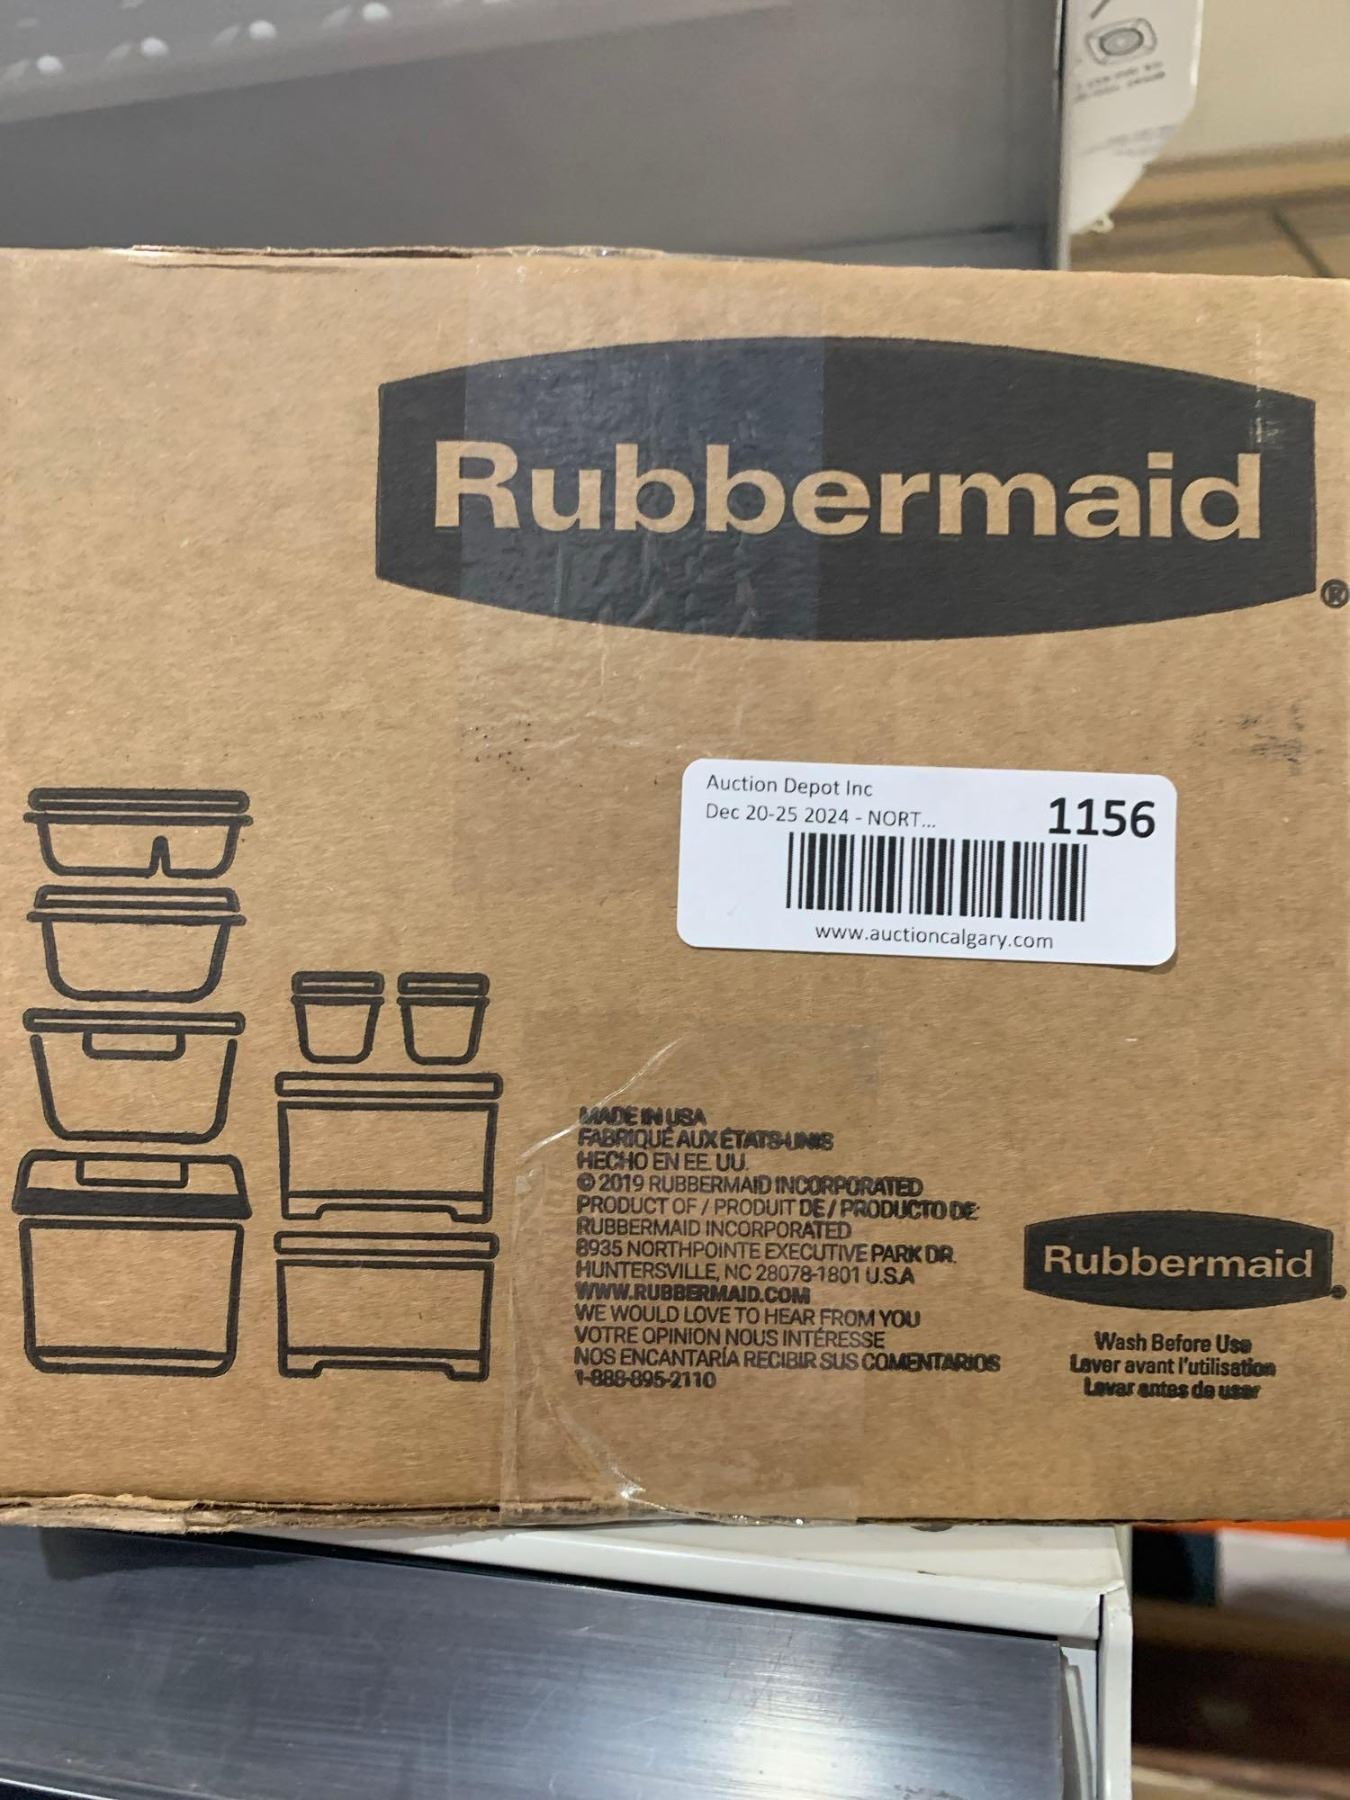 Rubbermaid
®
Auction Depot Inc
Dec 20-25 2024 - NORT...
1156
www.auctioncalgary.com
MADE IN USA
FABRIQUÉ AUX ÉTATS-UNIS
HECHO EN EE. UU.
© 2019 RUBBERMAID INCORPORATED
PRODUCT OF / PRODUIT DE / PRODUCTO DE:
RUBBERMAID INCORPORATED
8935 NORTHPOINTE EXECUTIVE PARK DR.
HUNTERSVILLE, NC 28078-1801 U.S.A
WWW.RUBBERMAID.COM
WE WOULD LOVE TO HEAR FROM YOU
VOTRE OPINION NOUS INTÉRESSE
NOS ENCANTARÍA RECIBIR SUS COMENTARIOS
1-888-895-2110
Rubbermaid
Wash Before Use
Laver avant l'utilisation
Lavar antes de usar